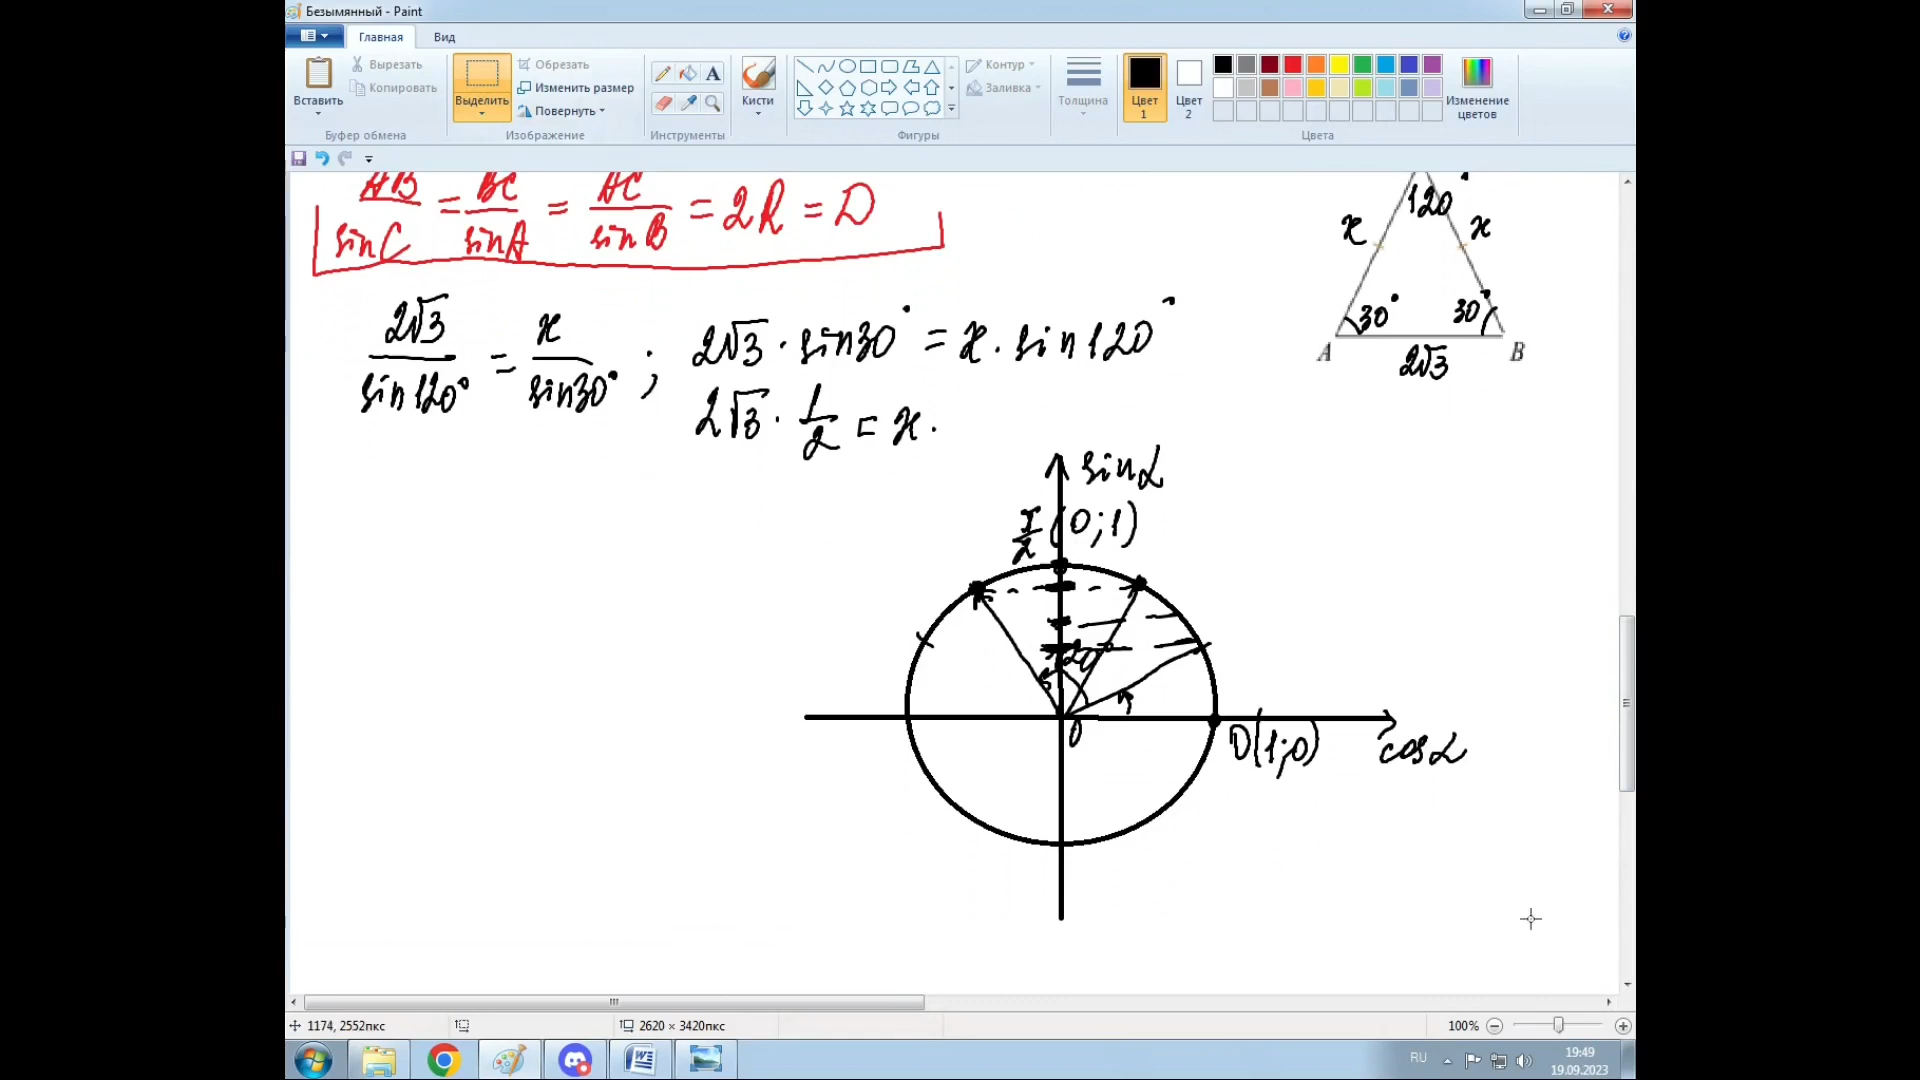 Безымянный - Paint
Главная Вид
Вставить
Вырезать
Копировать
Буфер обмена
Выделить
Обрезать
Изменить размер
Повернуть
Изображение
A
Инструменты
Кисти
Фигуры
Контур
Заливка
Толщина
Цвет 1
Цвет 2
Изменение цветов
Цвета
AB/sinC = BC/sinA = AC/sinB = 2R = D
120°
x x
30° 30°
A B
2√3
2√3/sin120° = x/sin30° ; 2√3 · sin30° = x · sin120°
2√3 · 1/2 = x ·
sinα
π/2 (0;1)
120°
0
0(1;0)
cosα
1174, 2552пкс
2620 × 3420пкс
100%
RU
19:49
19.09.2023